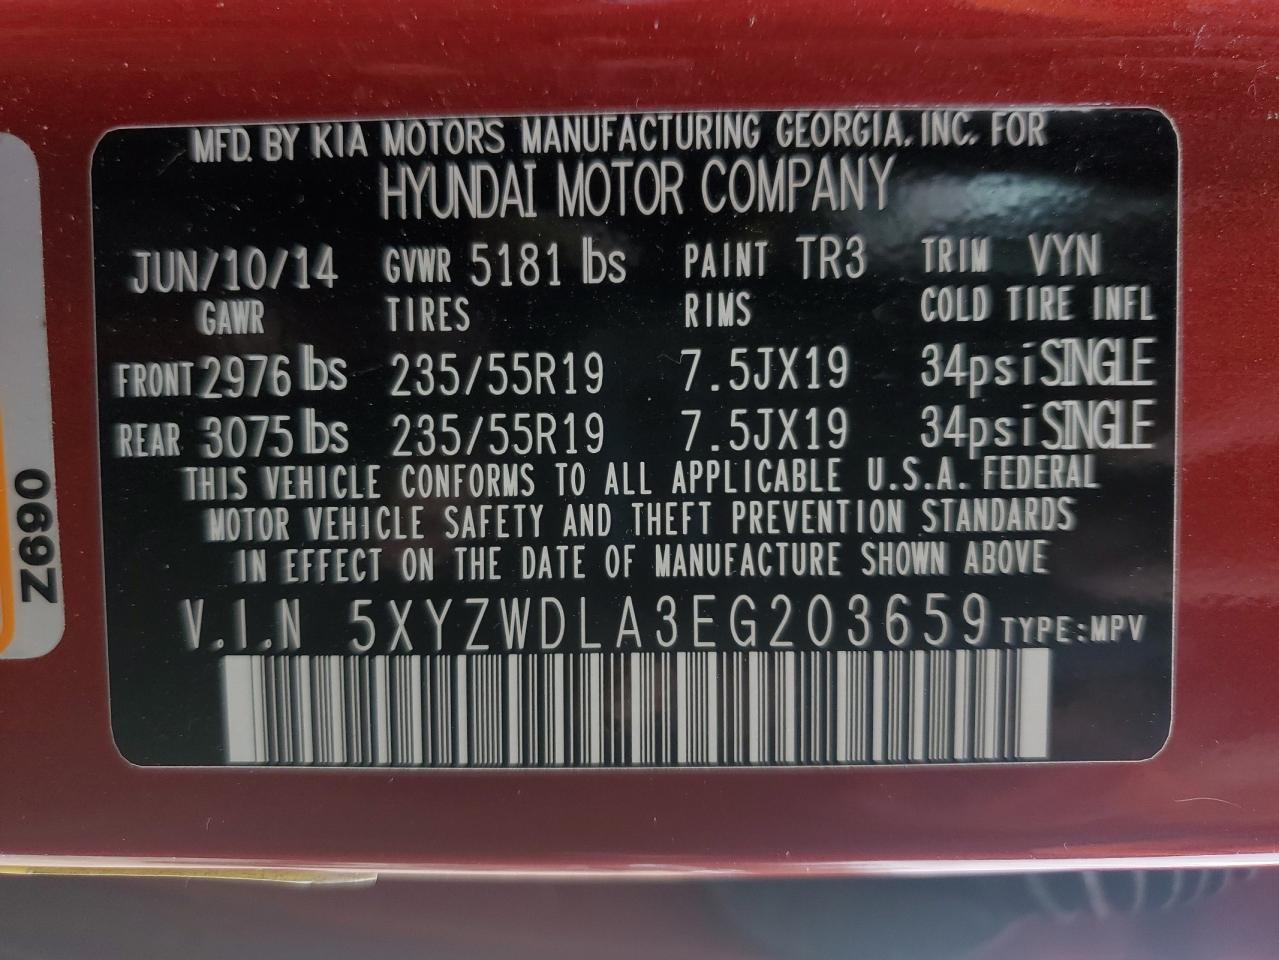 MFD. BY KIA MOTORS MANUFACTURING GEORGIA, INC. FOR
HYUNDAI MOTOR COMPANY
JUN/10/14 GVWR 5181 lbs PAINT TR3 TRIM VYN
GAWR TIRES RIMS COLD TIRE INFL
FRONT 2976 lbs 235/55R19 7.5JX19 34psi SINGLE
REAR 3075 lbs 235/55R19 7.5JX19 34psi SINGLE
THIS VEHICLE CONFORMS TO ALL APPLICABLE U.S.A. FEDERAL
MOTOR VEHICLE SAFETY AND THEFT PREVENTION STANDARDS
IN EFFECT ON THE DATE OF MANUFACTURE SHOWN ABOVE
V.I.N 5XYZWDLA3EG203659 TYPE:MPV
Z690